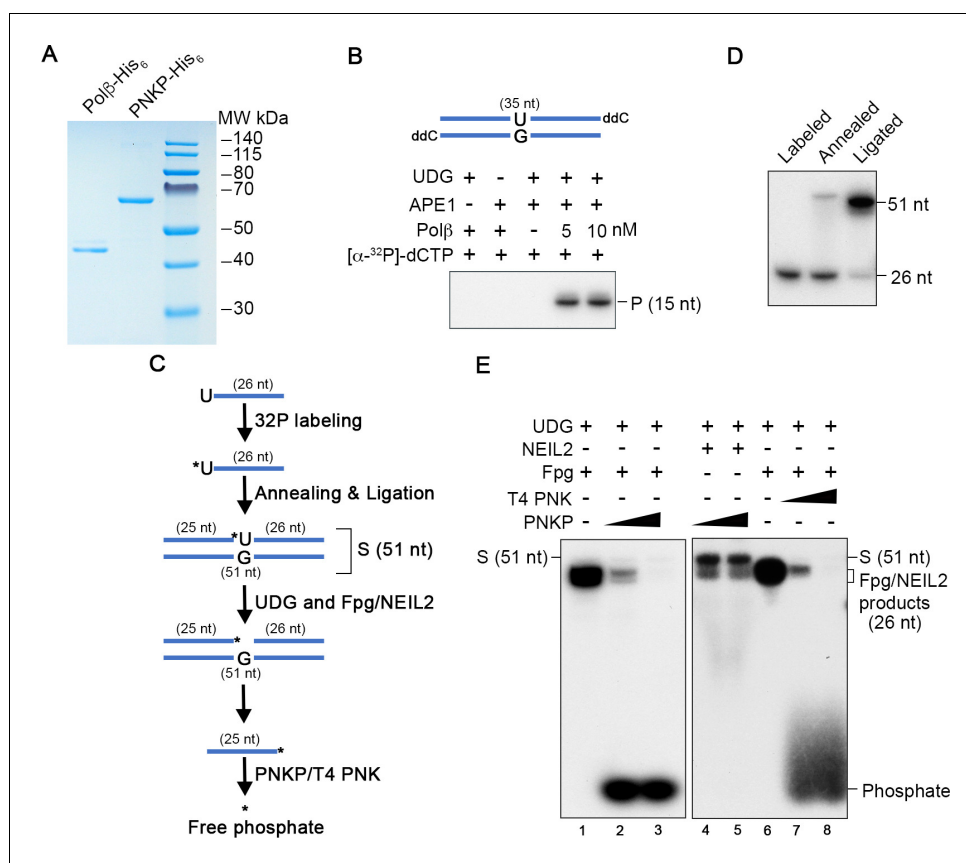 A
Polβ-His6
PNKP-His6
MW kDa
140
115
80
70
50
40
30
B
(35 nt)
U
ddC
ddC
G
UDG + - + + +
APE1 - + + + +
Polβ + + - 5 10 nM
[α-32P]-dCTP + + + + +
P (15 nt)
C
(26 nt)
U
32P labeling
(26 nt)
*U
Annealing & Ligation
(25 nt) (26 nt)
*U
G
(51 nt)
S (51 nt)
UDG and Fpg/NEIL2
(25 nt) (26 nt)
*
G
(51 nt)
(25 nt)
*
PNKP/T4 PNK
*
Free phosphate
D
Labeled
Annealed
Ligated
51 nt
26 nt
E
UDG + + + + + + + +
NEIL2 - - - + + - - -
Fpg + + + - - + + +
T4 PNK - - - - - -
PNKP - - - -
S (51 nt)
S (51 nt)
Fpg/NEIL2
products
(26 nt)
Phosphate
1 2 3 4 5 6 7 8